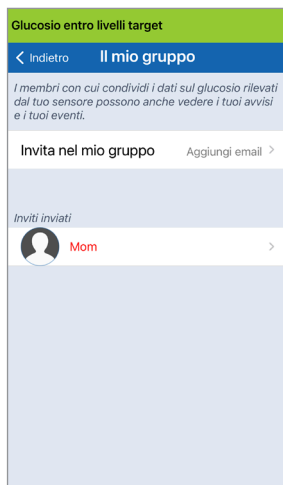 Glucosio entro livelli target
Indietro Il mio gruppo
I membri con cui condividi i dati sul glucosio rilevati
dal tuo sensore possono anche vedere i tuoi avvisi
e i tuoi eventi.
Invita nel mio gruppo Aggiungi email
Inviti inviati
Mom